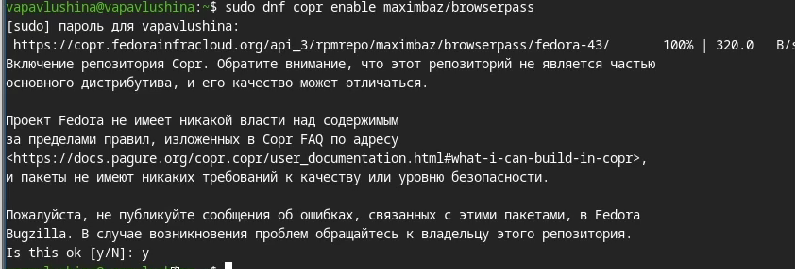 vapavlushina@vapavlushina:~$ sudo dnf copr enable maximbaz/browserpass
[sudo] пароль для vapavlushina:
https://copr.fedorainfracloud.org/api_3/rpmrepo/maximbaz/browserpass/fedora-43/ 100% | 320.0 B/s
Включение репозитория Copr. Обратите внимание, что этот репозиторий не является частью
основного дистрибутива, и его качество может отличаться.
Проект Fedora не имеет никакой власти над содержимым
за пределами правил, изложенных в Copr FAQ по адресу
<https://docs.pagure.org/copr.copr/user_documentation.html#what-i-can-build-in-copr>,
и пакеты не имеют никаких требований к качеству или уровню безопасности.
Пожалуйста, не публикуйте сообщения об ошибках, связанных с этими пакетами, в Fedora
Bugzilla. В случае возникновения проблем обращайтесь к владельцу этого репозитория.
Is this ok [y/N]: y